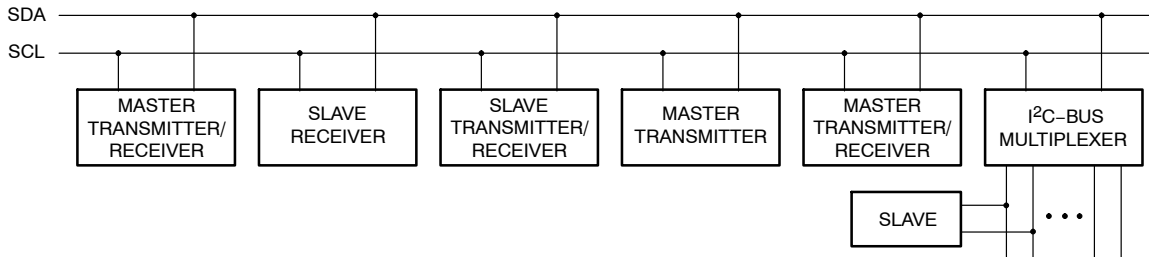 SDA
SCL
MASTER
TRANSMITTER/
RECEIVER
SLAVE
RECEIVER
SLAVE
TRANSMITTER/
RECEIVER
MASTER
TRANSMITTER
MASTER
TRANSMITTER/
RECEIVER
I²C−BUS
MULTIPLEXER
SLAVE